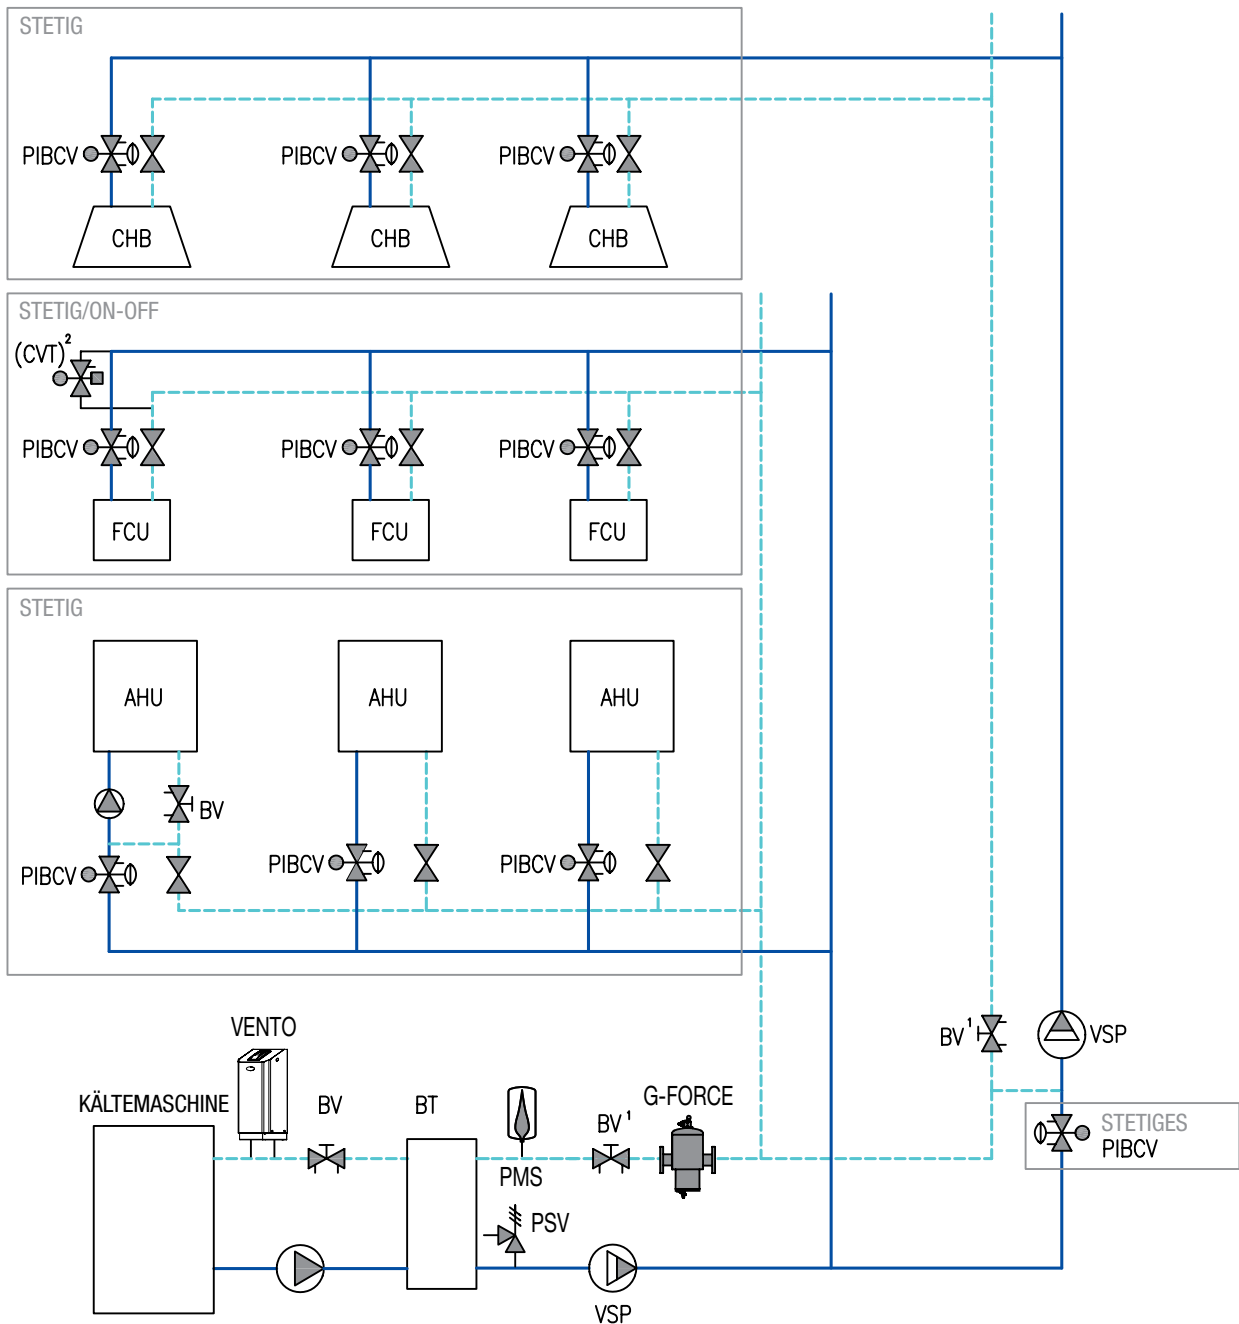 STETIG
PIBCV
PIBCV
PIBCV
CHB
CHB
CHB
STETIG/ON-OFF
(CVT)²
PIBCV
PIBCV
PIBCV
FCU
FCU
FCU
STETIG
AHU
AHU
AHU
BV
PIBCV
PIBCV
PIBCV
VENTO
BV¹
VSP
KÄLTEMASCHINE
BV
BT
G-FORCE
BV¹
STETIGES
PIBCV
PMS
PSV
VSP